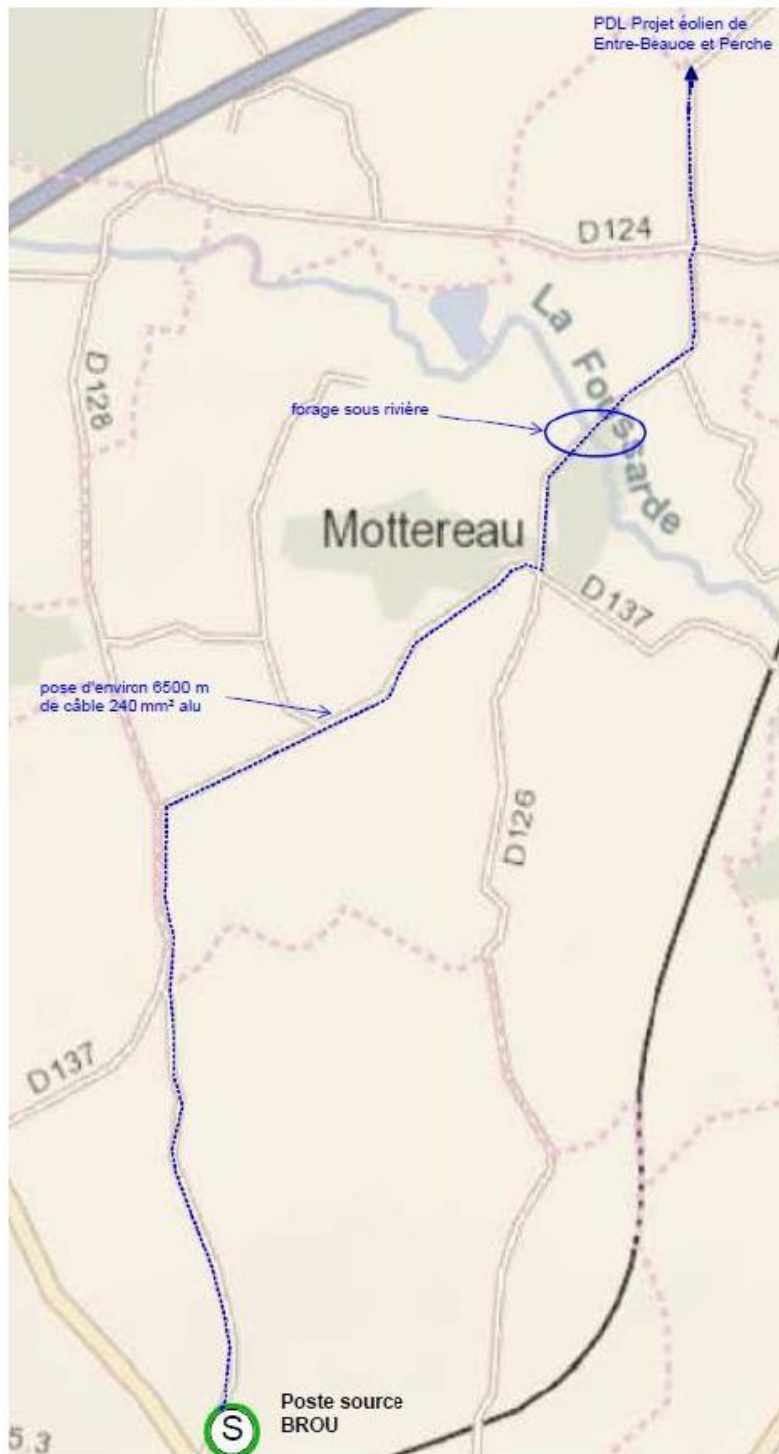 PDL Projet éolien de
Entre-Beauce et Perche
D124
La Foussarde
D128
forage sous rivière
Mottereau
D137
pose d'environ 6500 m
de câble 240 mm² alu
D126
D137
Poste source
BROU
S
5.3